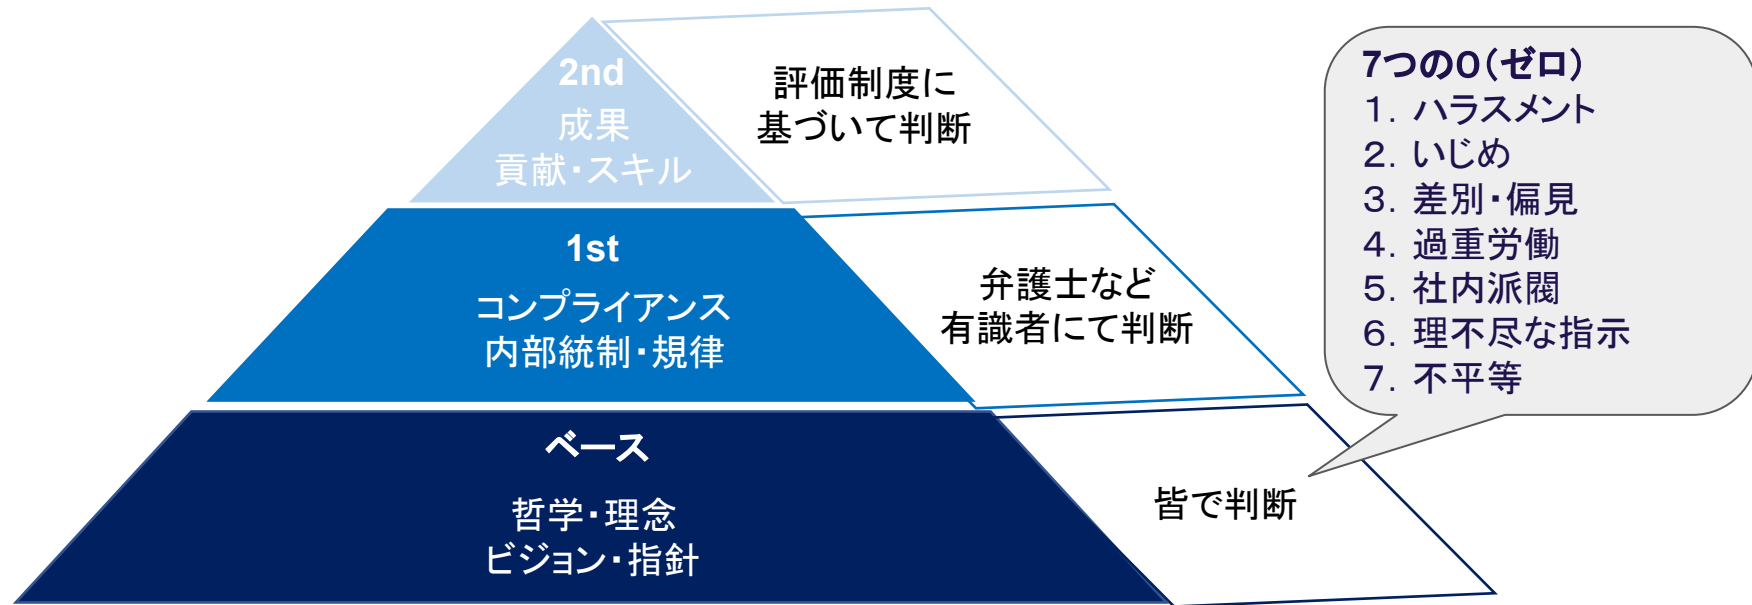 2nd
成果
貢献・スキル
評価制度に
基づいて判断
1st
コンプライアンス
内部統制・規律
弁護士など
有識者にて判断
ベース
哲学・理念
ビジョン・指針
皆で判断
7つの0(ゼロ)
1. ハラスメント
2. いじめ
3. 差別・偏見
4. 過重労働
5. 社内派閥
6. 理不尽な指示
7. 不平等